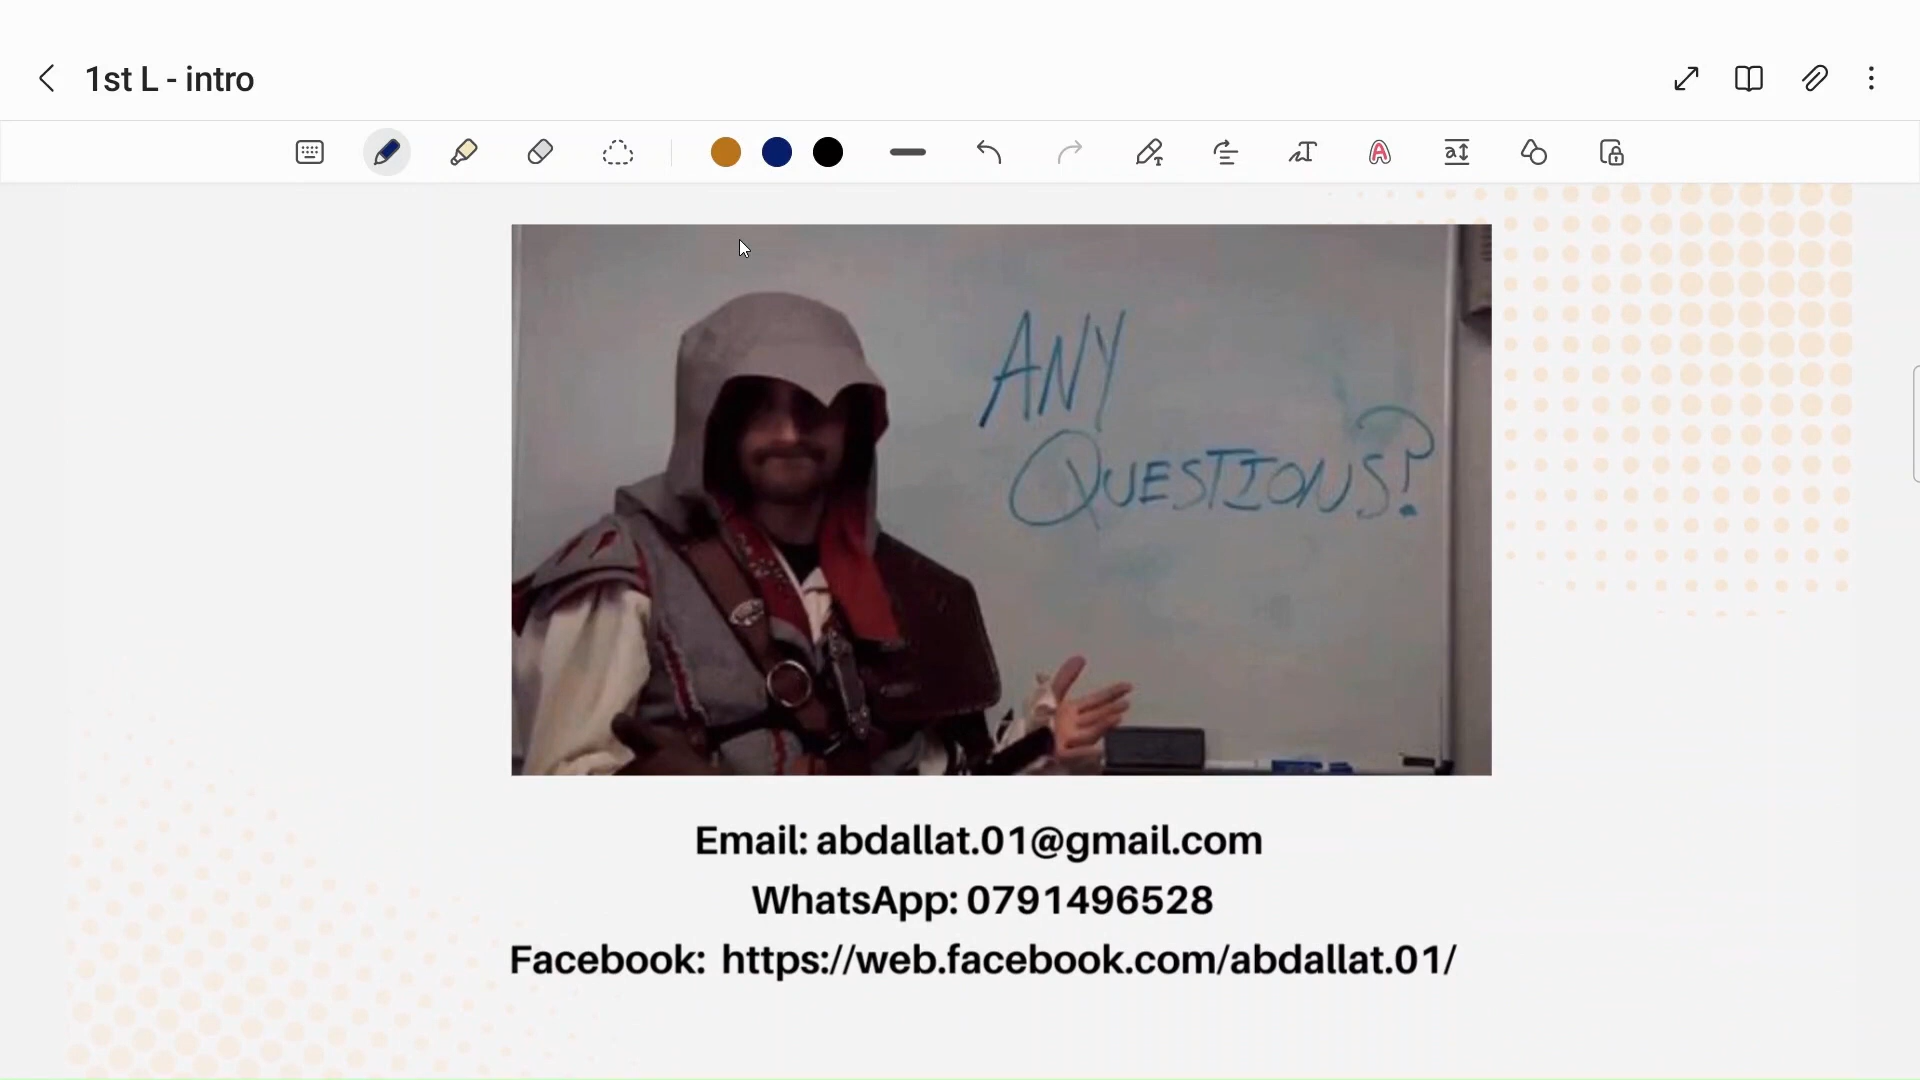 1st L - intro
ANY
QUESTIONS?
Email: abdallat.01@gmail.com
WhatsApp: 0791496528
Facebook: https://web.facebook.com/abdallat.01/